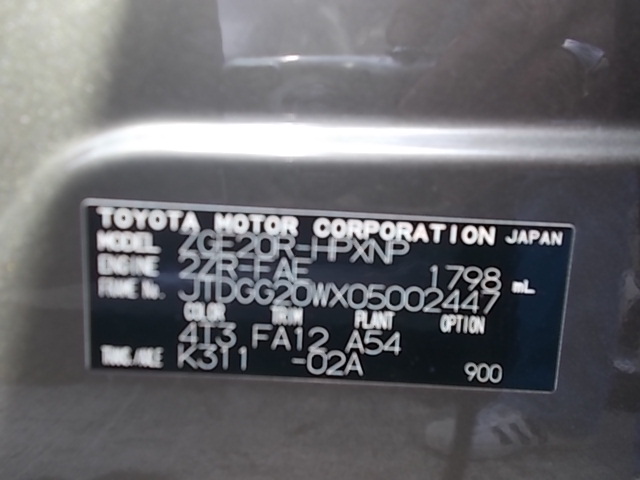 TOYOTA MOTOR CORPORATION JAPAN
MODEL ZGE20R-HPXNP
ENGINE 2ZR-FAE 1798 mL
FRAME No. JTDGG20WX05002447
COLOR TRIM PLANT OPTION
4T3 FA12 A54
TRANS/AXLE K311 -02A 900